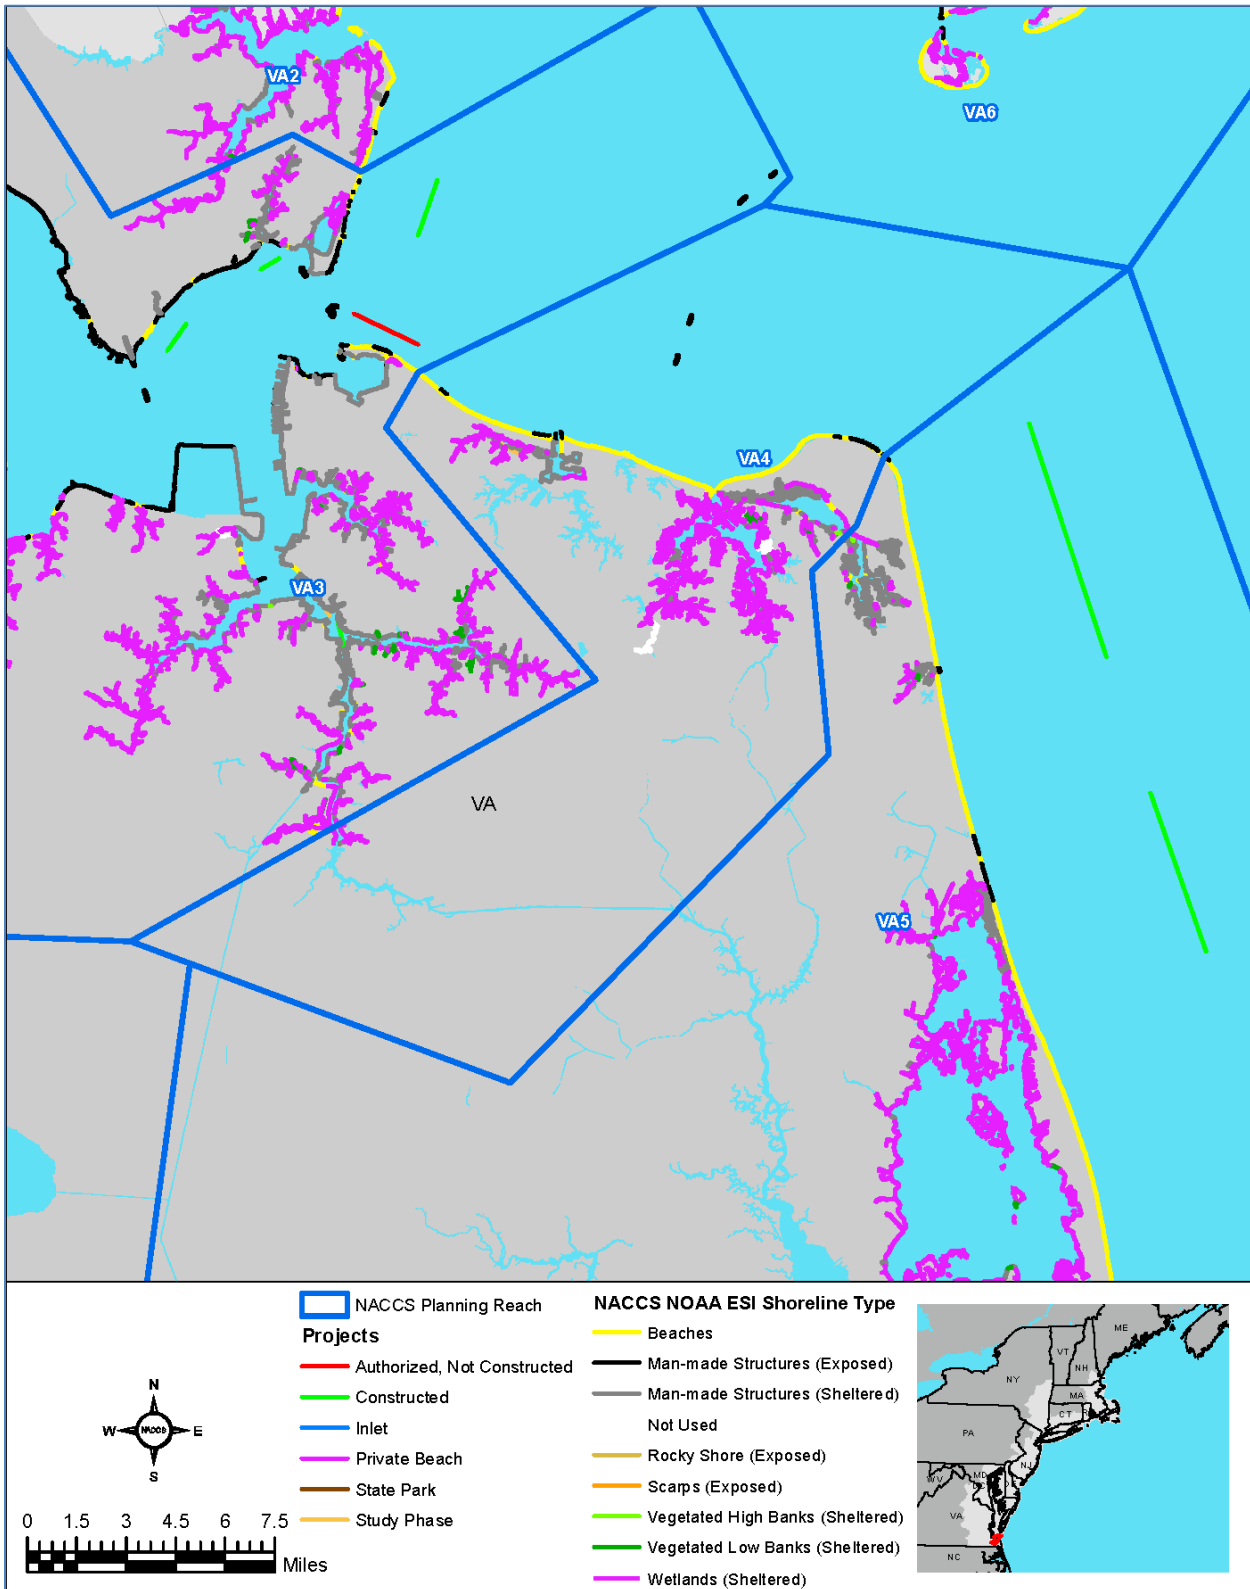 VA2
VA6
VA4
VA3
VA
VA5
NACCS Planning Reach
Projects
Authorized, Not Constructed
Constructed
Inlet
Private Beach
State Park
Study Phase
NACCS NOAA ESI Shoreline Type
Beaches
Man-made Structures (Exposed)
Man-made Structures (Sheltered)
Not Used
Rocky Shore (Exposed)
Scarps (Exposed)
Vegetated High Banks (Sheltered)
Vegetated Low Banks (Sheltered)
Wetlands (Sheltered)
N
W NACCS E
S
0 1.5 3 4.5 6 7.5
Miles
ME
VT
NH
NY
MA
CT
PA
NJ
MD
WV
VA
NC